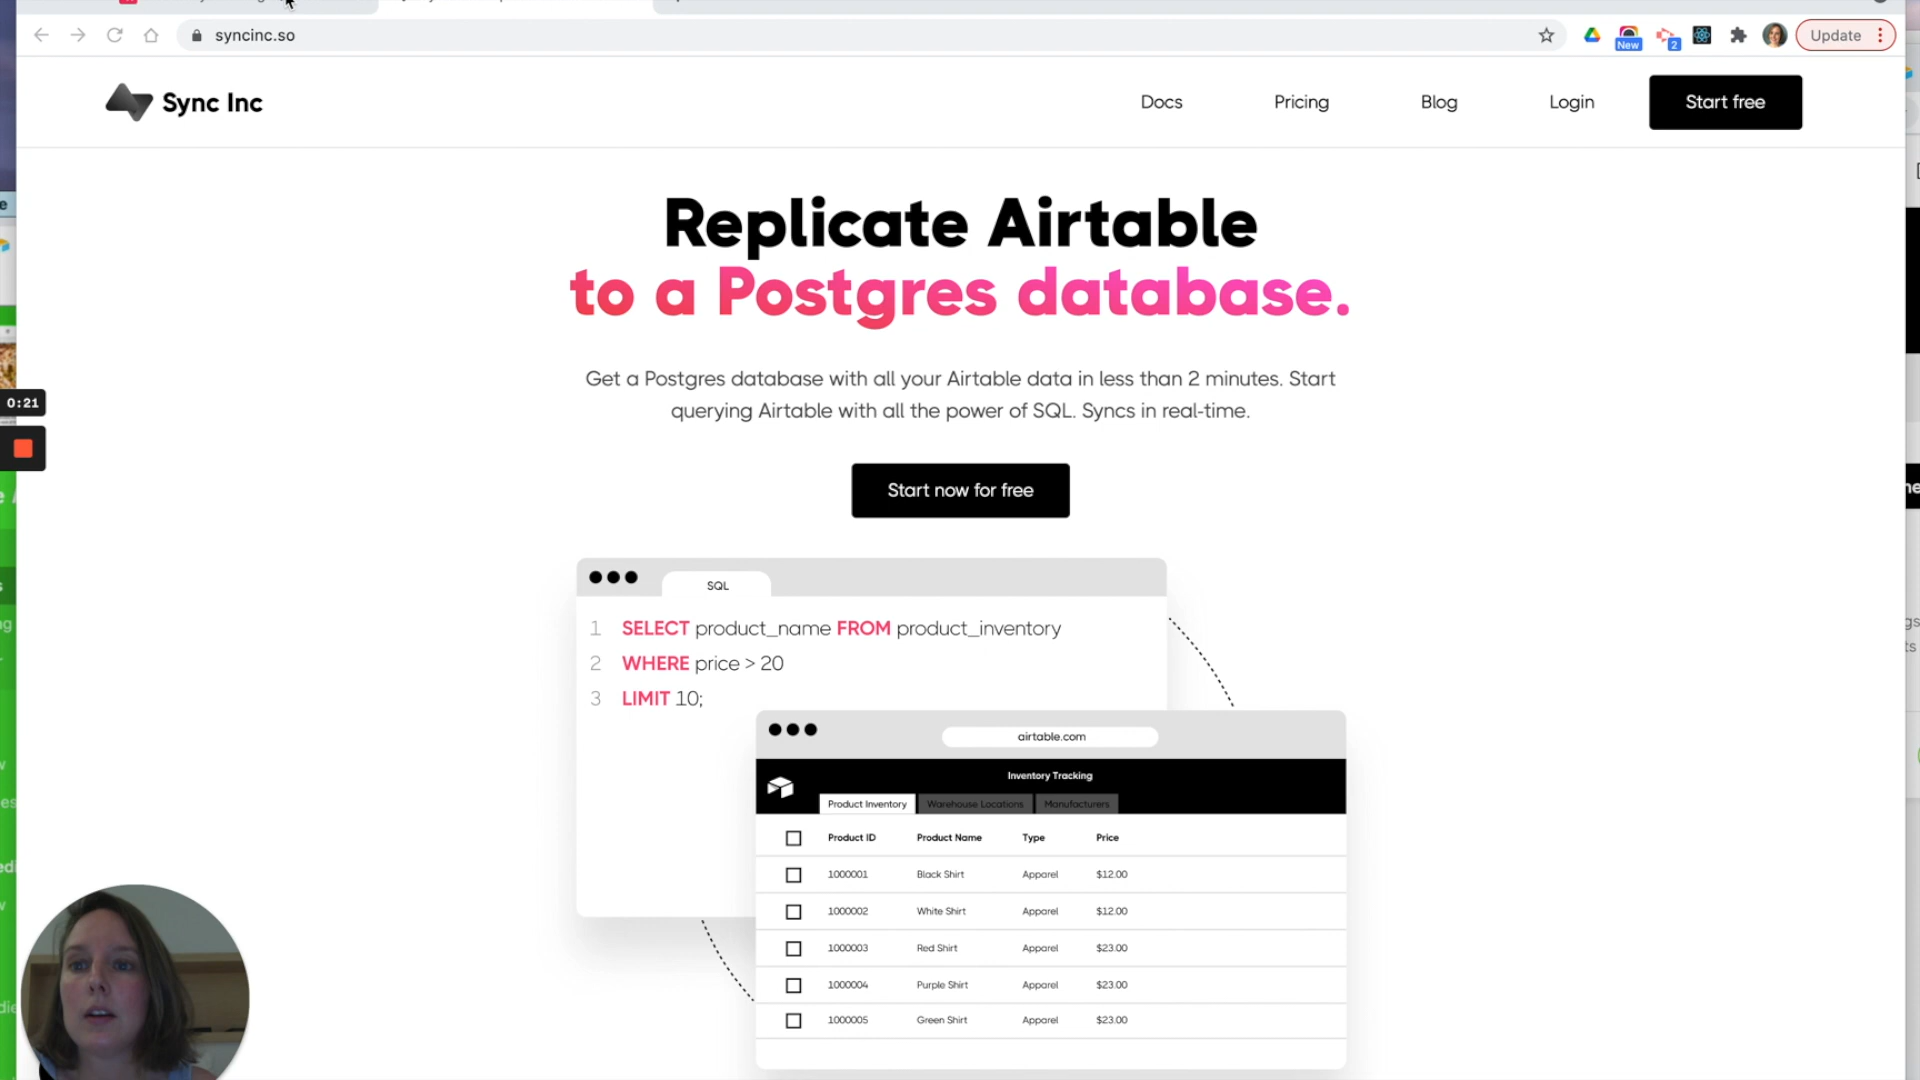 syncinc.so
New
2
Update
Sync Inc
Docs
Pricing
Blog
Login
Start free
Replicate Airtable
to a Postgres database.
Get a Postgres database with all your Airtable data in less than 2 minutes. Start
querying Airtable with all the power of SQL. Syncs in real-time.
0:21
Start now for free
SQL
1 SELECT product_name FROM product_inventory
2 WHERE price > 20
3 LIMIT 10;
airtable.com
Inventory Tracking
Product Inventory
Warehouse Locations
Manufacturers
Product ID Product Name Type Price
1000001 Black Shirt Apparel $12.00
1000002 White Shirt Apparel $12.00
1000003 Red Shirt Apparel $23.00
1000004 Purple Shirt Apparel $23.00
1000005 Green Shirt Apparel $23.00